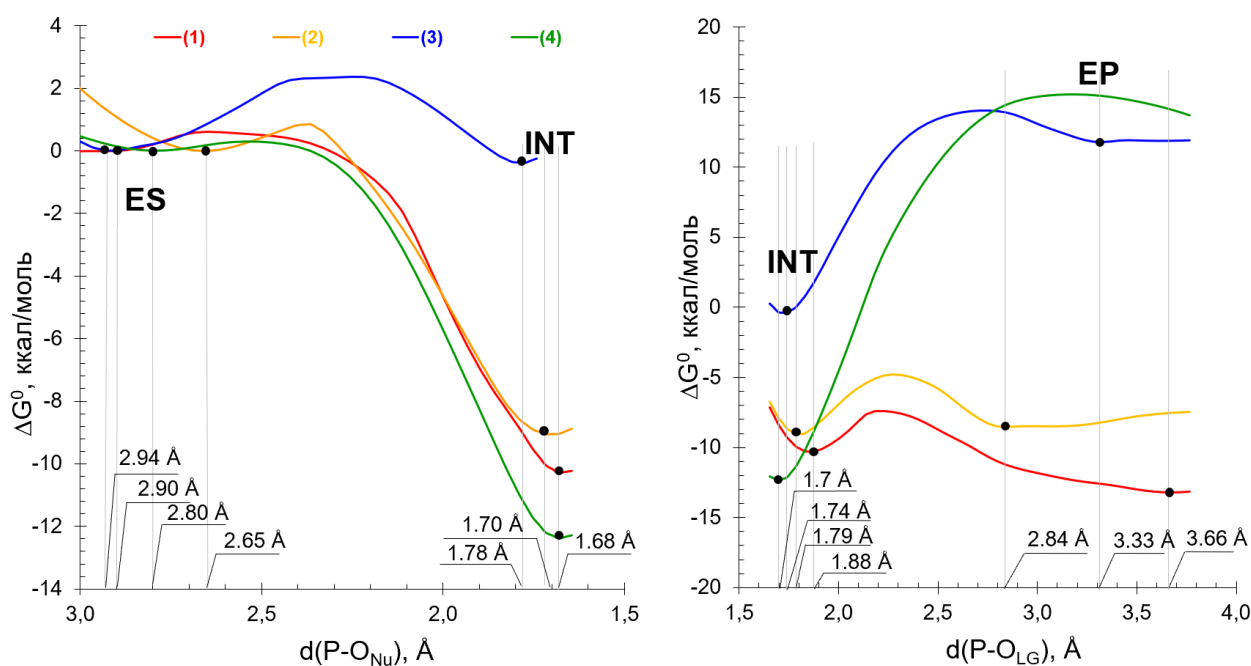 (1) (2) (3) (4)
4
2
0
-2
-4
-6
-8
-10
-12
-14
ΔG⁰, ккал/моль
ES
INT
2.94 Å
2.90 Å
2.80 Å
2.65 Å
1.70 Å
1.78 Å
1.68 Å
3,0 2,5 2,0 1,5
d(P-O_Nu), Å
20
15
10
5
0
-5
-10
-15
-20
ΔG⁰, ккал/моль
EP
INT
1.7 Å
1.74 Å
1.79 Å
1.88 Å
2.84 Å
3.33 Å
3.66 Å
1,5 2,0 2,5 3,0 3,5 4,0
d(P-O_LG), Å